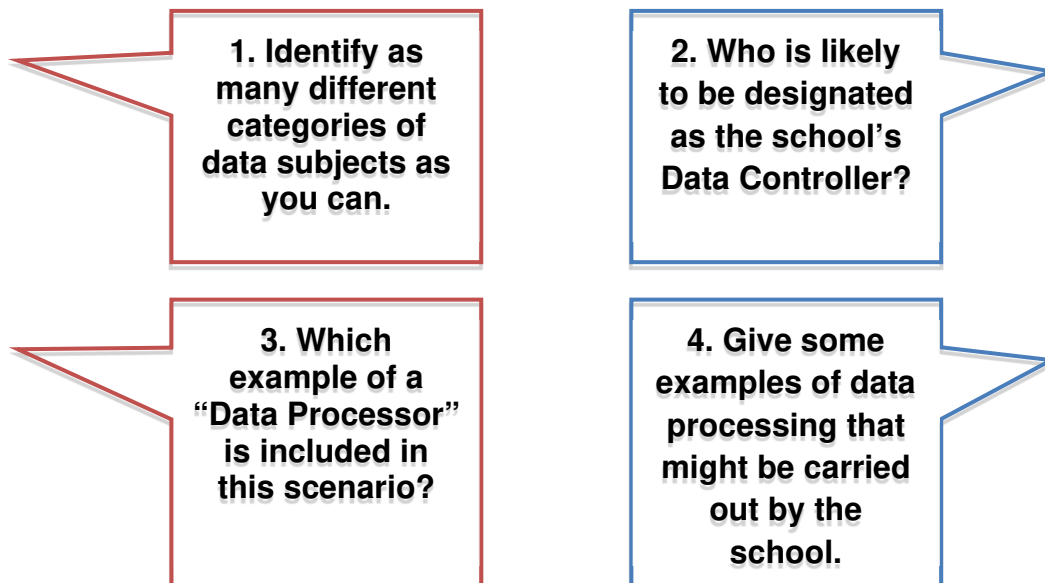 1. Identify as
many different
categories of
data subjects as
you can.
2. Who is likely
to be designated
as the school’s
Data Controller?
3. Which
example of a
“Data Processor”
is included in
this scenario?
4. Give some
examples of data
processing that
might be carried
out by the
school.